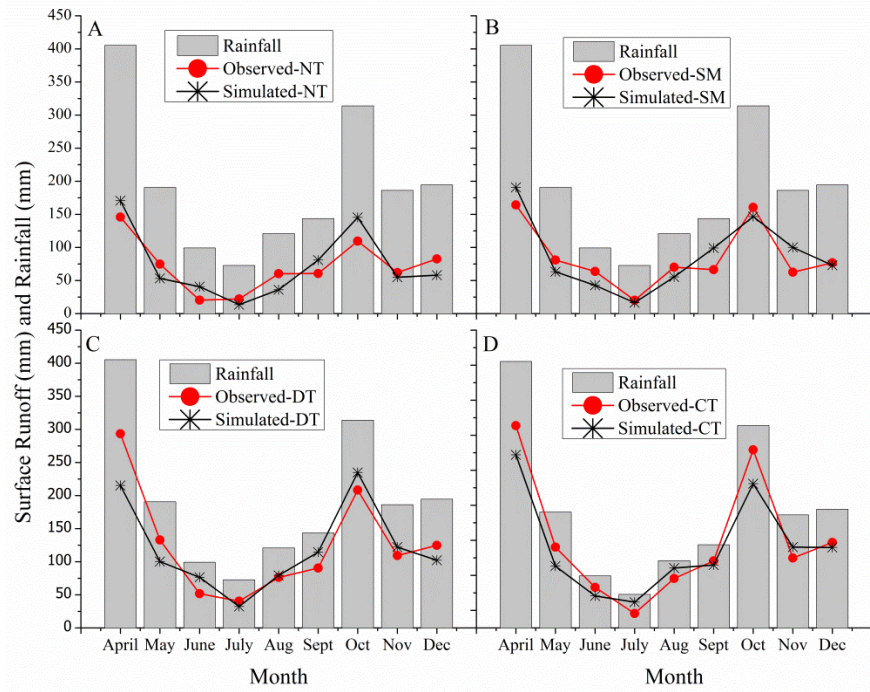 A
Rainfall
Observed-NT
Simulated-NT
B
Rainfall
Observed-SM
Simulated-SM
450
400
350
300
250
200
150
100
50
0
C
Rainfall
Observed-DT
Simulated-DT
D
Rainfall
Observed-CT
Simulated-CT
450
400
350
300
250
200
150
100
50
0
Surface Runoff (mm) and Rainfall (mm)
April May June July Aug Sept Oct Nov Dec
April May June July Aug Sept Oct Nov Dec
Month
Month